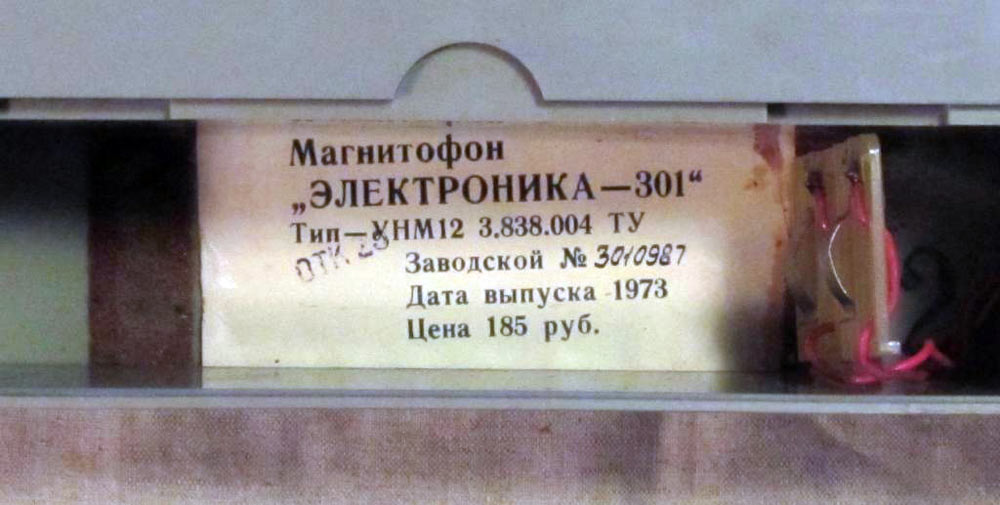 Магнитофон
„ЭЛЕКТРОНИКА—301“
Тип—УНМ12 3.838.004 ТУ
ОТК 28
Заводской № 3010987
Дата выпуска 1973
Цена 185 руб.